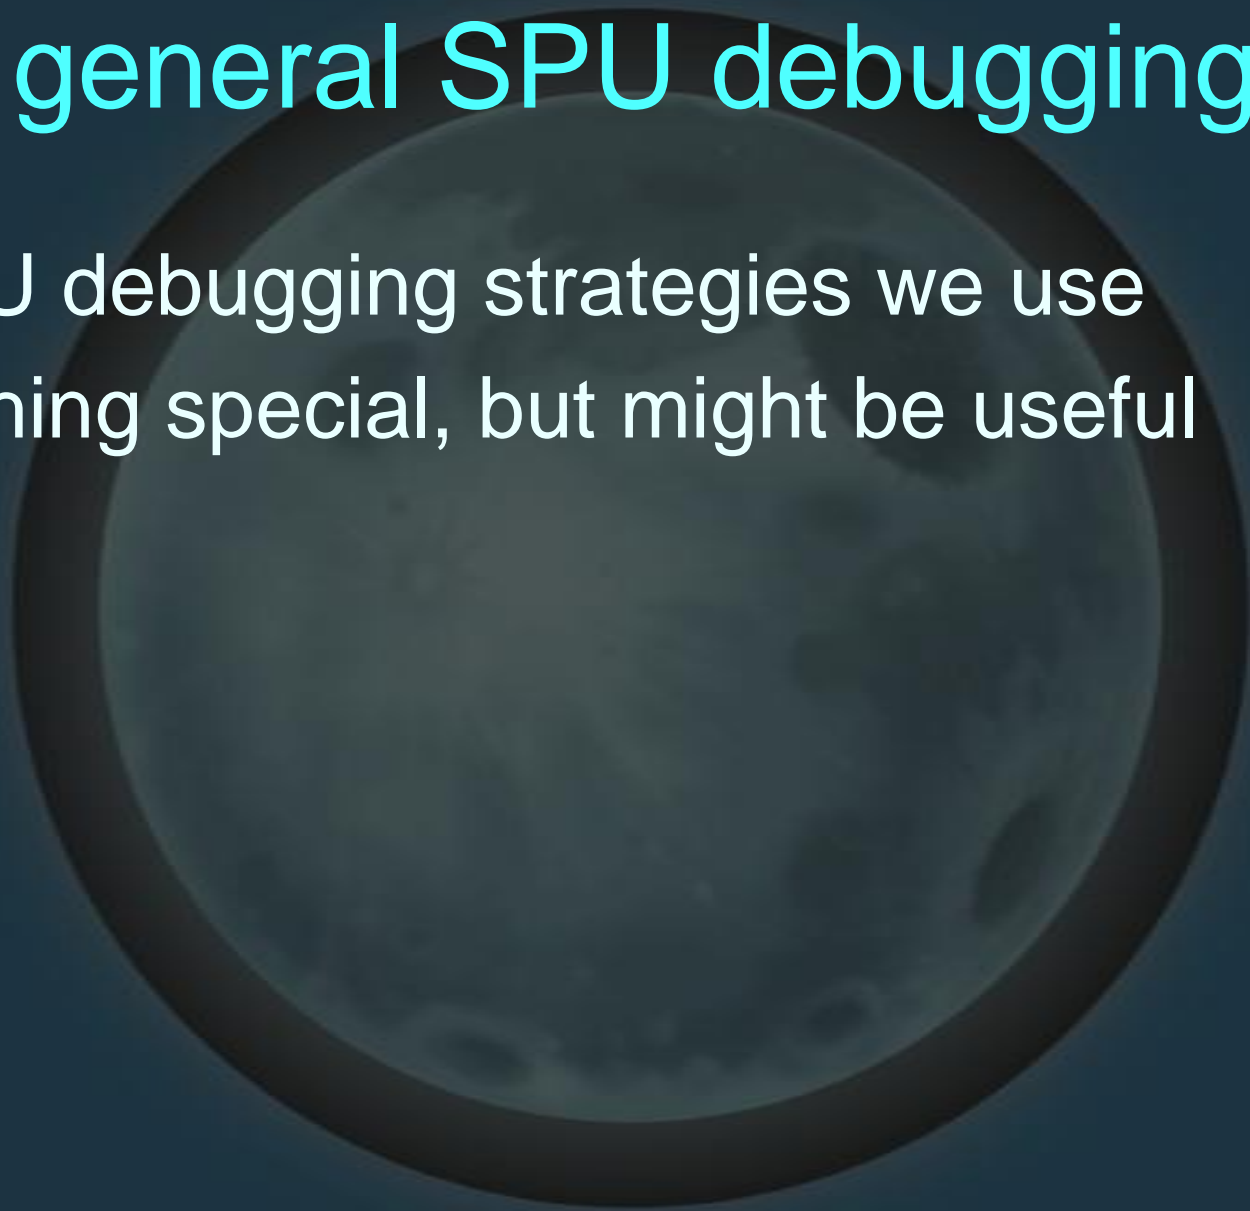 general SPU debugging
U debugging strategies we use
ning special, but might be useful